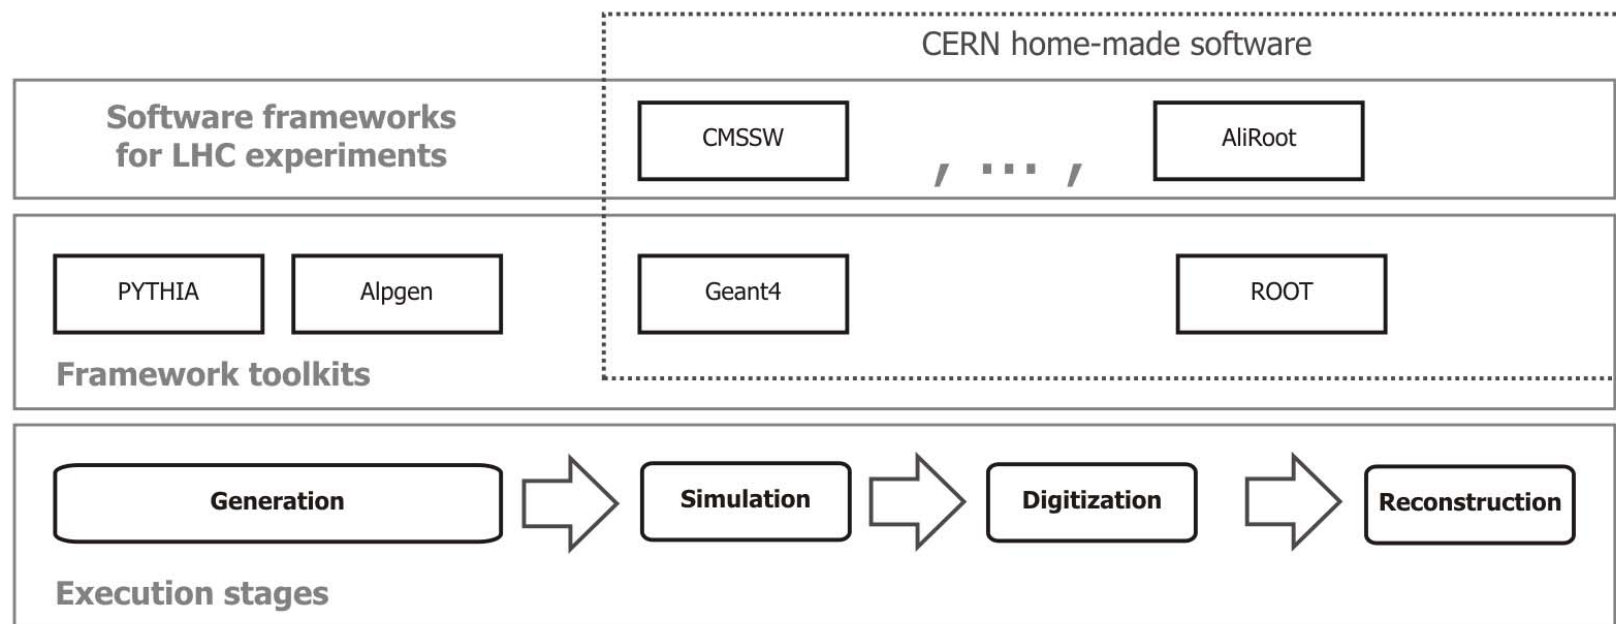 CERN home-made software
Software frameworks
for LHC experiments
CMSSW
, ... ,
AliRoot
PYTHIA
Alpgen
Geant4
ROOT
Framework toolkits
Generation
Simulation
Digitization
Reconstruction
Execution stages